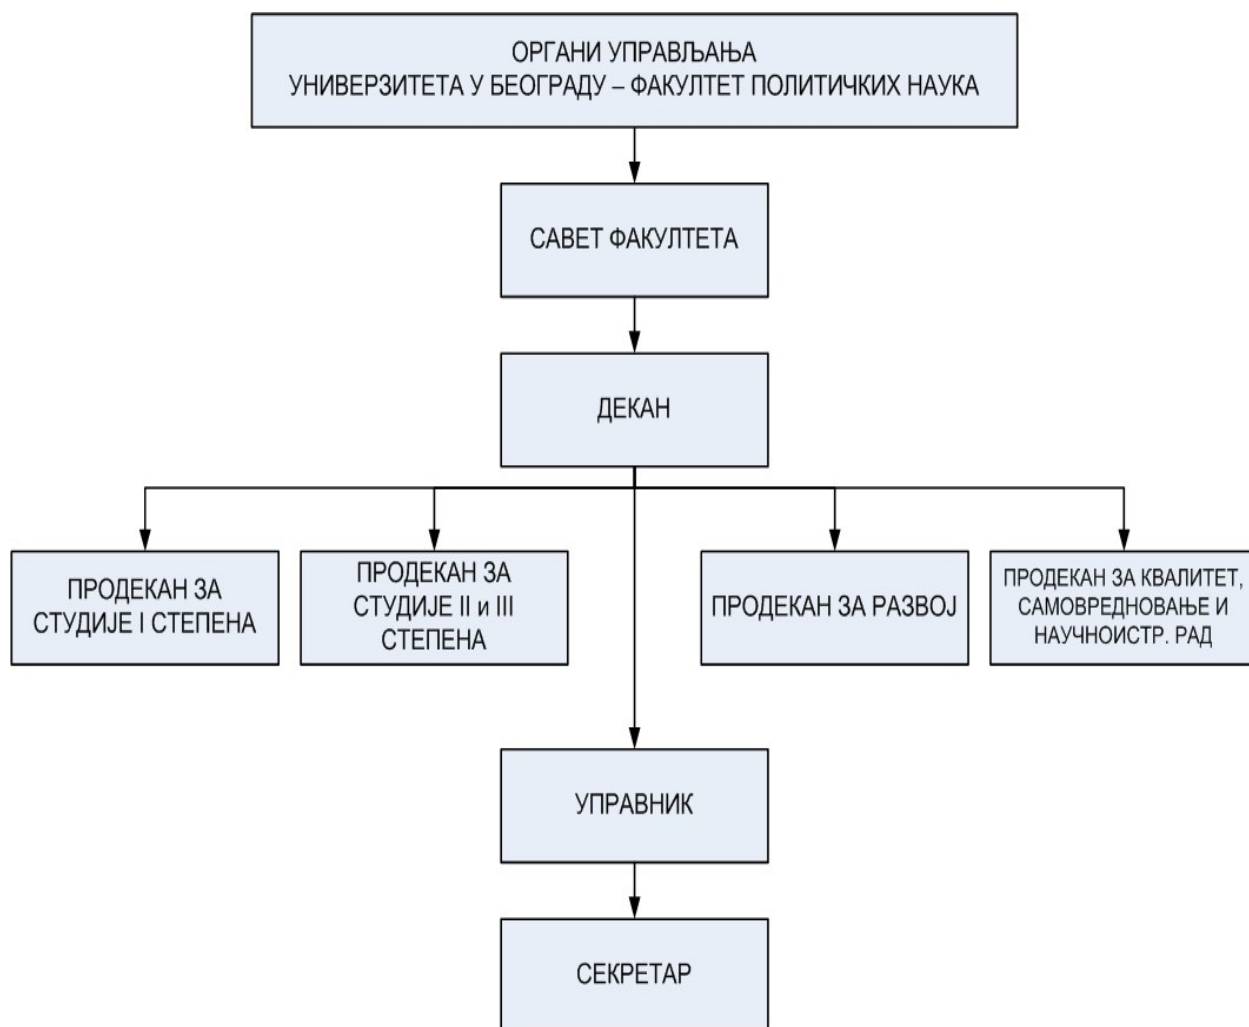 ОРГАНИ УПРАВЉАЊА
УНИВЕРЗИТЕТА У БЕОГРАДУ – ФАКУЛТЕТ ПОЛИТИЧКИХ НАУКА
САВЕТ ФАКУЛТЕТА
ДЕКАН
ПРОДЕКАН ЗА
СТУДИЈЕ I СТЕПЕНА
ПРОДЕКАН ЗА
СТУДИЈЕ II и III
СТЕПЕНА
ПРОДЕКАН ЗА РАЗВОЈ
ПРОДЕКАН ЗА КВАЛИТЕТ,
САМОВРЕДНОВАЊЕ И
НАУЧНОИСТР. РАД
УПРАВНИК
СЕКРЕТАР